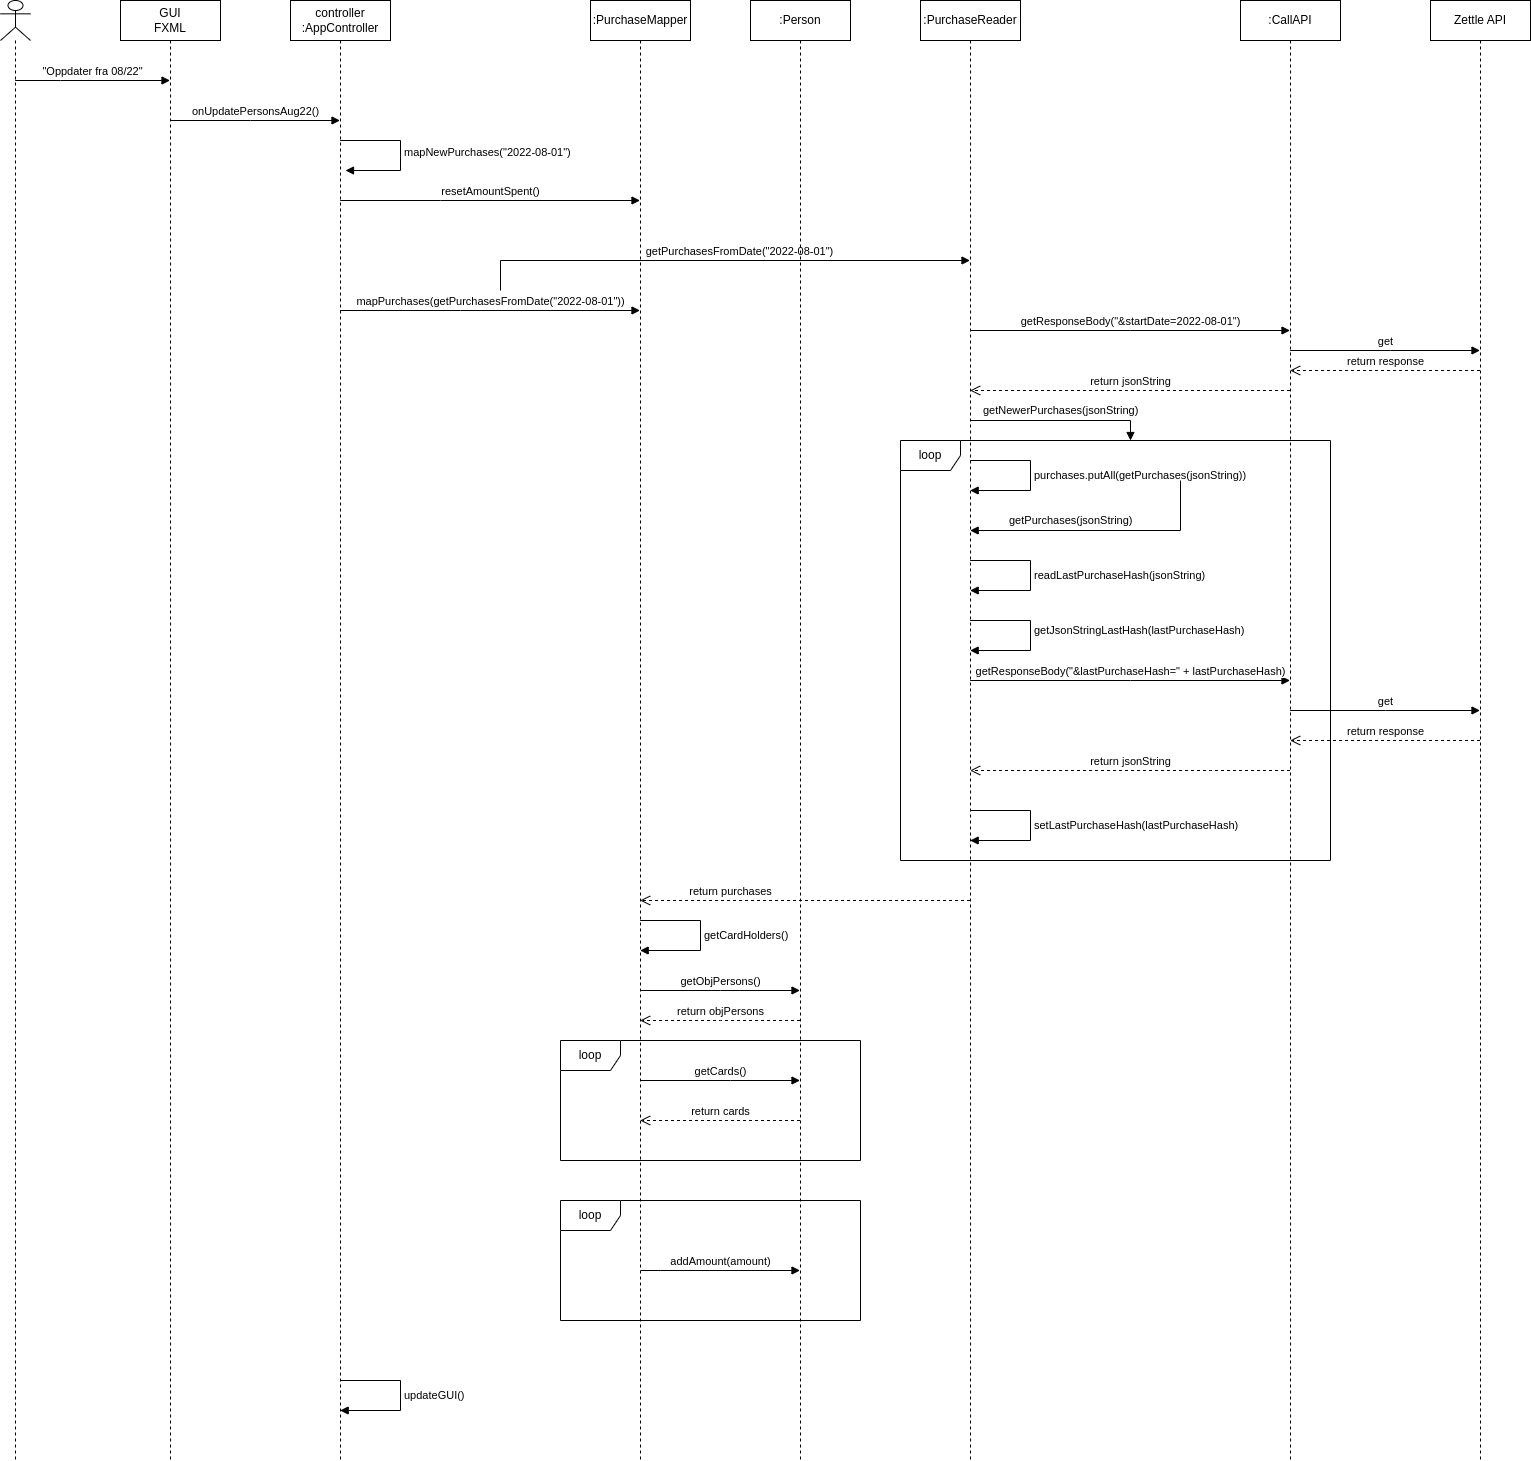 GUI
FXML
controller
:AppController
:PurchaseMapper
:Person
:PurchaseReader
:CallAPI
Zettle API
"Oppdater fra 08/22"
onUpdatePersonsAug22()
mapNewPurchases("2022-08-01")
resetAmountSpent()
getPurchasesFromDate("2022-08-01")
mapPurchases(getPurchasesFromDate("2022-08-01"))
getResponseBody("&startDate=2022-08-01")
get
return response
return jsonString
getNewerPurchases(jsonString)
loop
purchases.putAll(getPurchases(jsonString))
getPurchases(jsonString)
readLastPurchaseHash(jsonString)
getJsonStringLastHash(lastPurchaseHash)
getResponseBody("&lastPurchaseHash=" + lastPurchaseHash)
get
return response
return jsonString
setLastPurchaseHash(lastPurchaseHash)
return purchases
getCardHolders()
getObjPersons()
return objPersons
loop
getCards()
return cards
loop
addAmount(amount)
updateGUI()